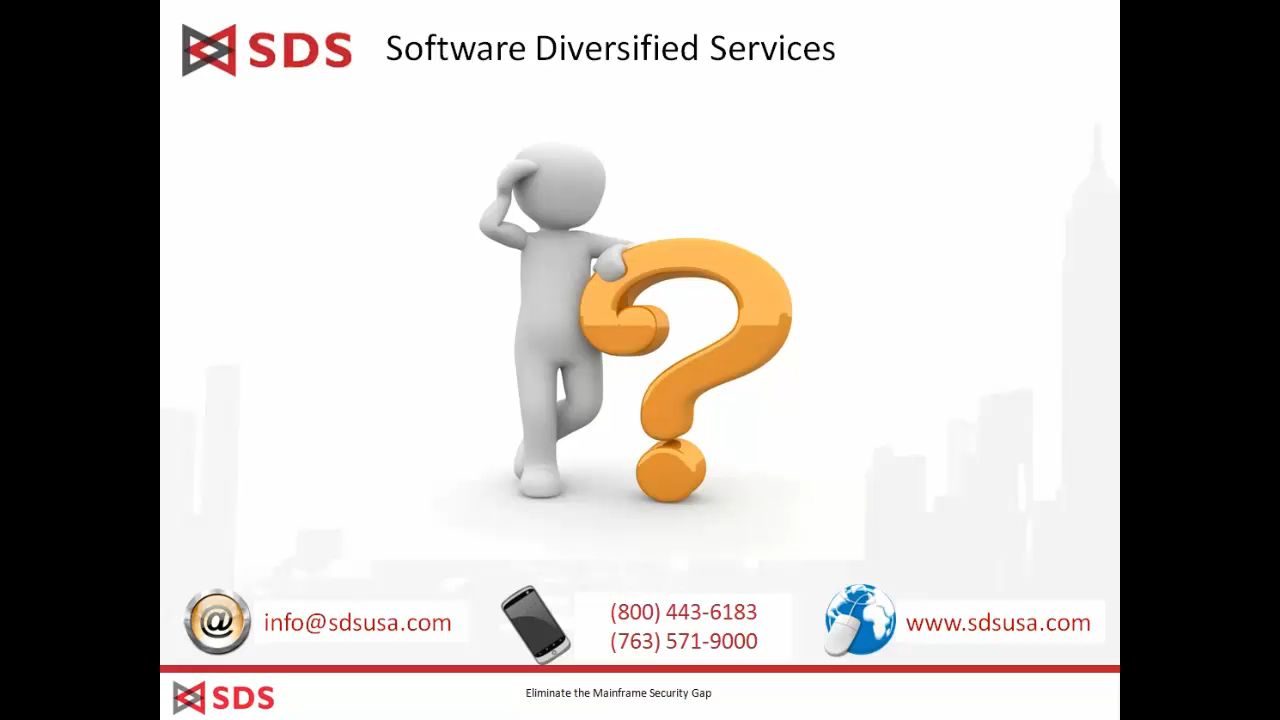 SDS Software Diversified Services
info@sdsusa.com
(800) 443-6183
(763) 571-9000
www.sdsusa.com
SDS
Eliminate the Mainframe Security Gap